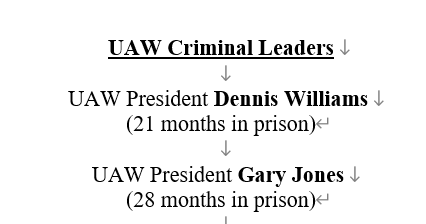 UAW Criminal Leaders ↓
↓
UAW President Dennis Williams ↓
(21 months in prison)↵
↓
UAW President Gary Jones ↓
(28 months in prison)↵